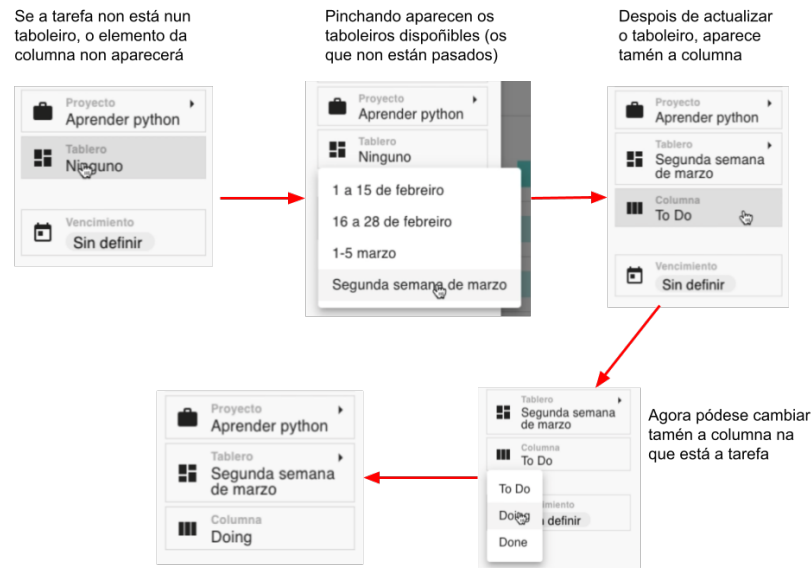 Se a tarefa non está nun
taboleiro, o elemento da
columna non aparecerá
Pinchando aparecen os
taboleiros dispoñibles (os
que non están pasados)
Despois de actualizar
o taboleiro, aparece
tamén a columna
Proyecto
Aprender python
Tablero
Ninguno
Vencimiento
Sin definir
Proyecto
Aprender python
Tablero
Ninguno
1 a 15 de febreiro
16 a 28 de febreiro
1-5 marzo
Segunda semana de marzo
Proyecto
Aprender python
Tablero
Segunda semana
de marzo
Columna
To Do
Vencimiento
Sin definir
Proyecto
Aprender python
Tablero
Segunda semana
de marzo
Columna
Doing
Tablero
Segunda semana
de marzo
Columna
To Do
To Do
Doing
Done
imiento
definir
Agora pódese cambiar
tamén a columna na
que está a tarefa